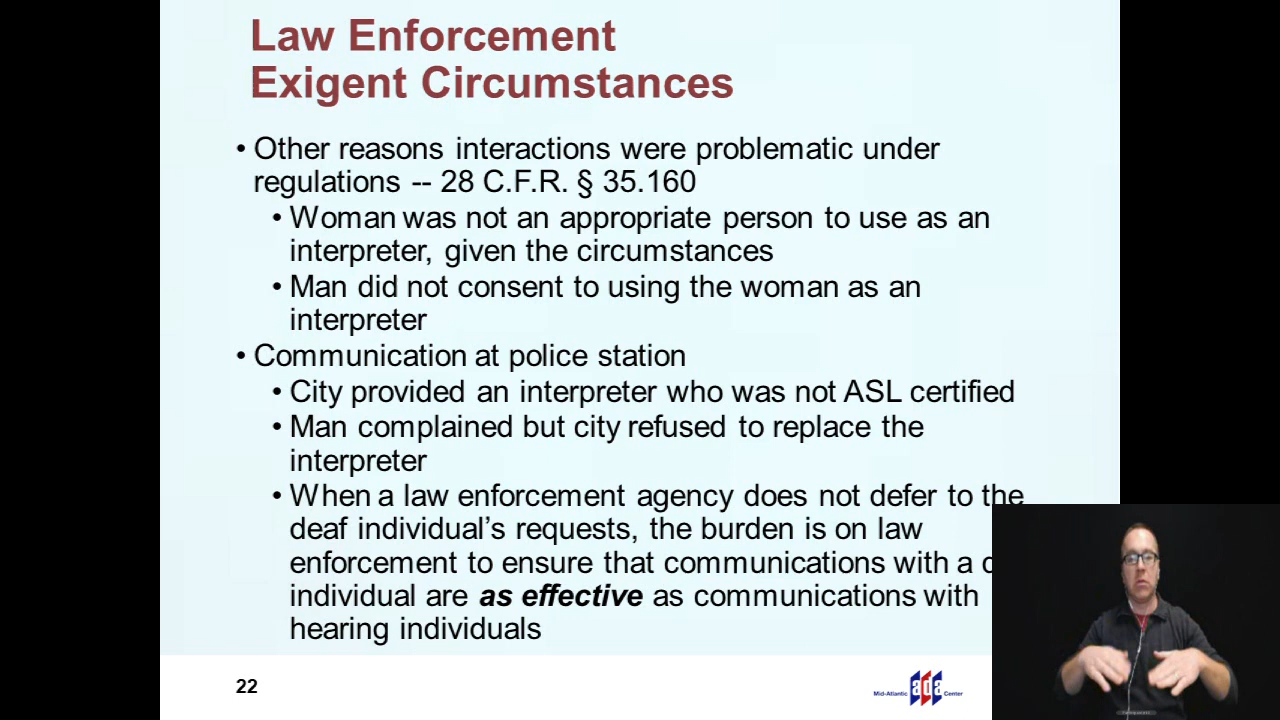 Law Enforcement
Exigent Circumstances
• Other reasons interactions were problematic under
regulations -- 28 C.F.R. § 35.160
• Woman was not an appropriate person to use as an
interpreter, given the circumstances
• Man did not consent to using the woman as an
interpreter
• Communication at police station
• City provided an interpreter who was not ASL certified
• Man complained but city refused to replace the
interpreter
• When a law enforcement agency does not defer to the
deaf individual’s requests, the burden is on law
enforcement to ensure that communications with a
individual are as effective as communications with
hearing individuals
22
Mid-Atlantic ada Center